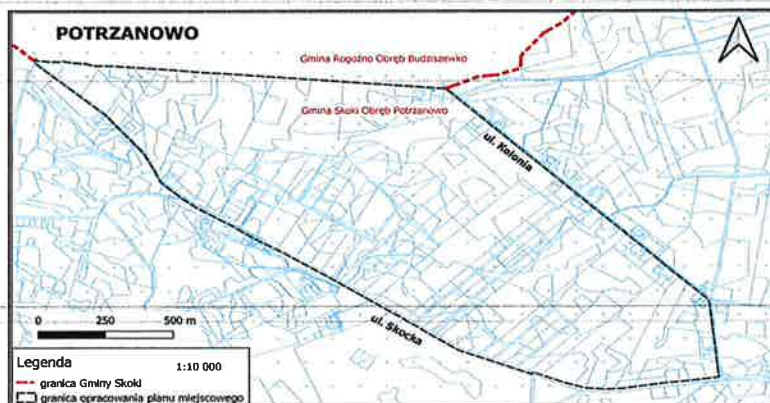 POTRZANOWO
Gmina Rogoźno Obręb Budziszewko
Gmina Skoki Obręb Potrzanowo
ul. Kolonia
ul. Skocka
0 250 500 m
Legenda 1:10 000
granica Gminy Skoki
granica opracowania planu miejscowego